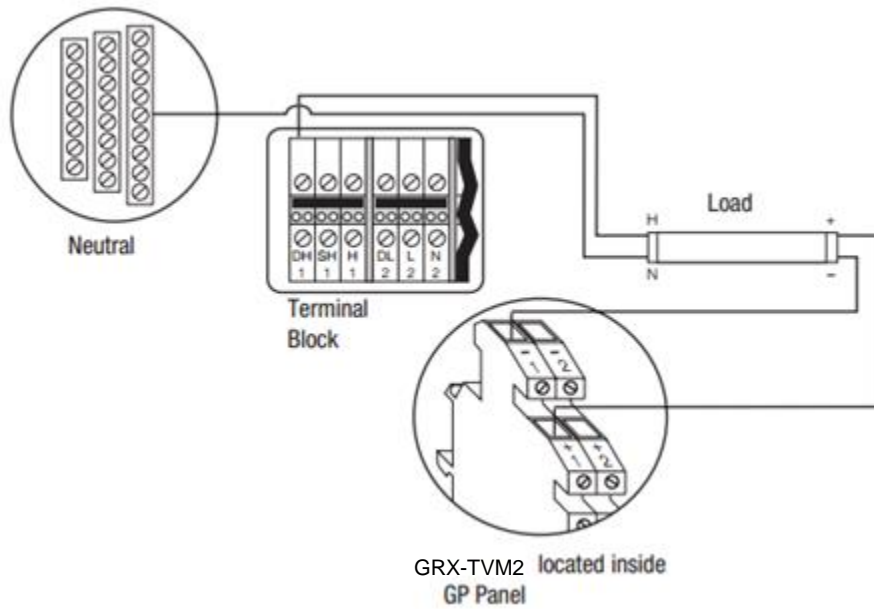 Neutral
DH SH H DL L N
1 1 1 2 2 2
Terminal
Block
Load
H +
N -
- 1 - 2
+ 1 + 2
GRX-TVM2 located inside
GP Panel